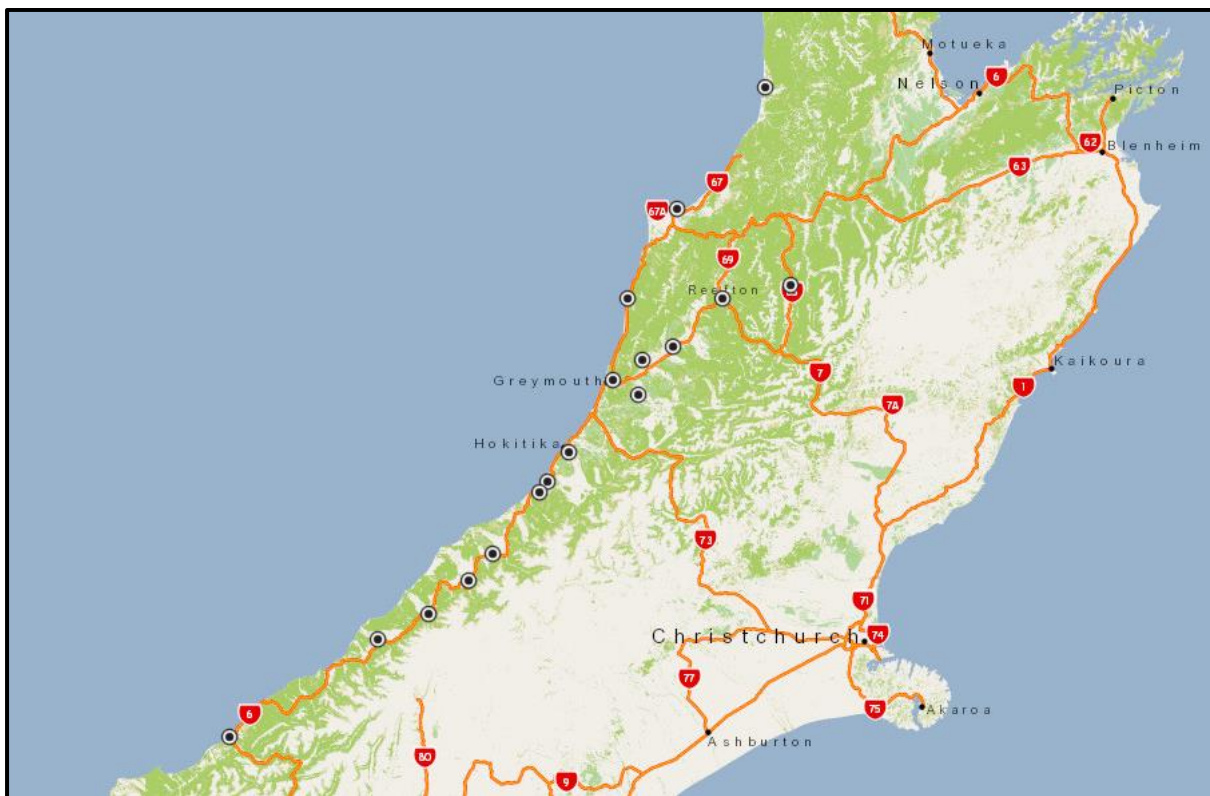 Motueka
Nelson
6
Picton
62
Blenheim
63
67
67A
69
Reefton
Greymouth
7
Kaikoura
1
7A
Hokitika
73
71
Christchurch
74
77
75
Akaroa
6
Ashburton
80
9